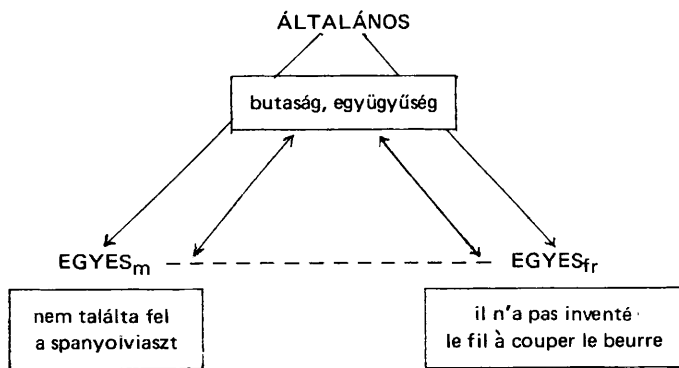 ÁLTALÁNOS
butaság, együgyűség
EGYESm
EGYESfr
nem találta fel
a spanyolviaszt
il n'a pas inventé
le fil à couper le beurre